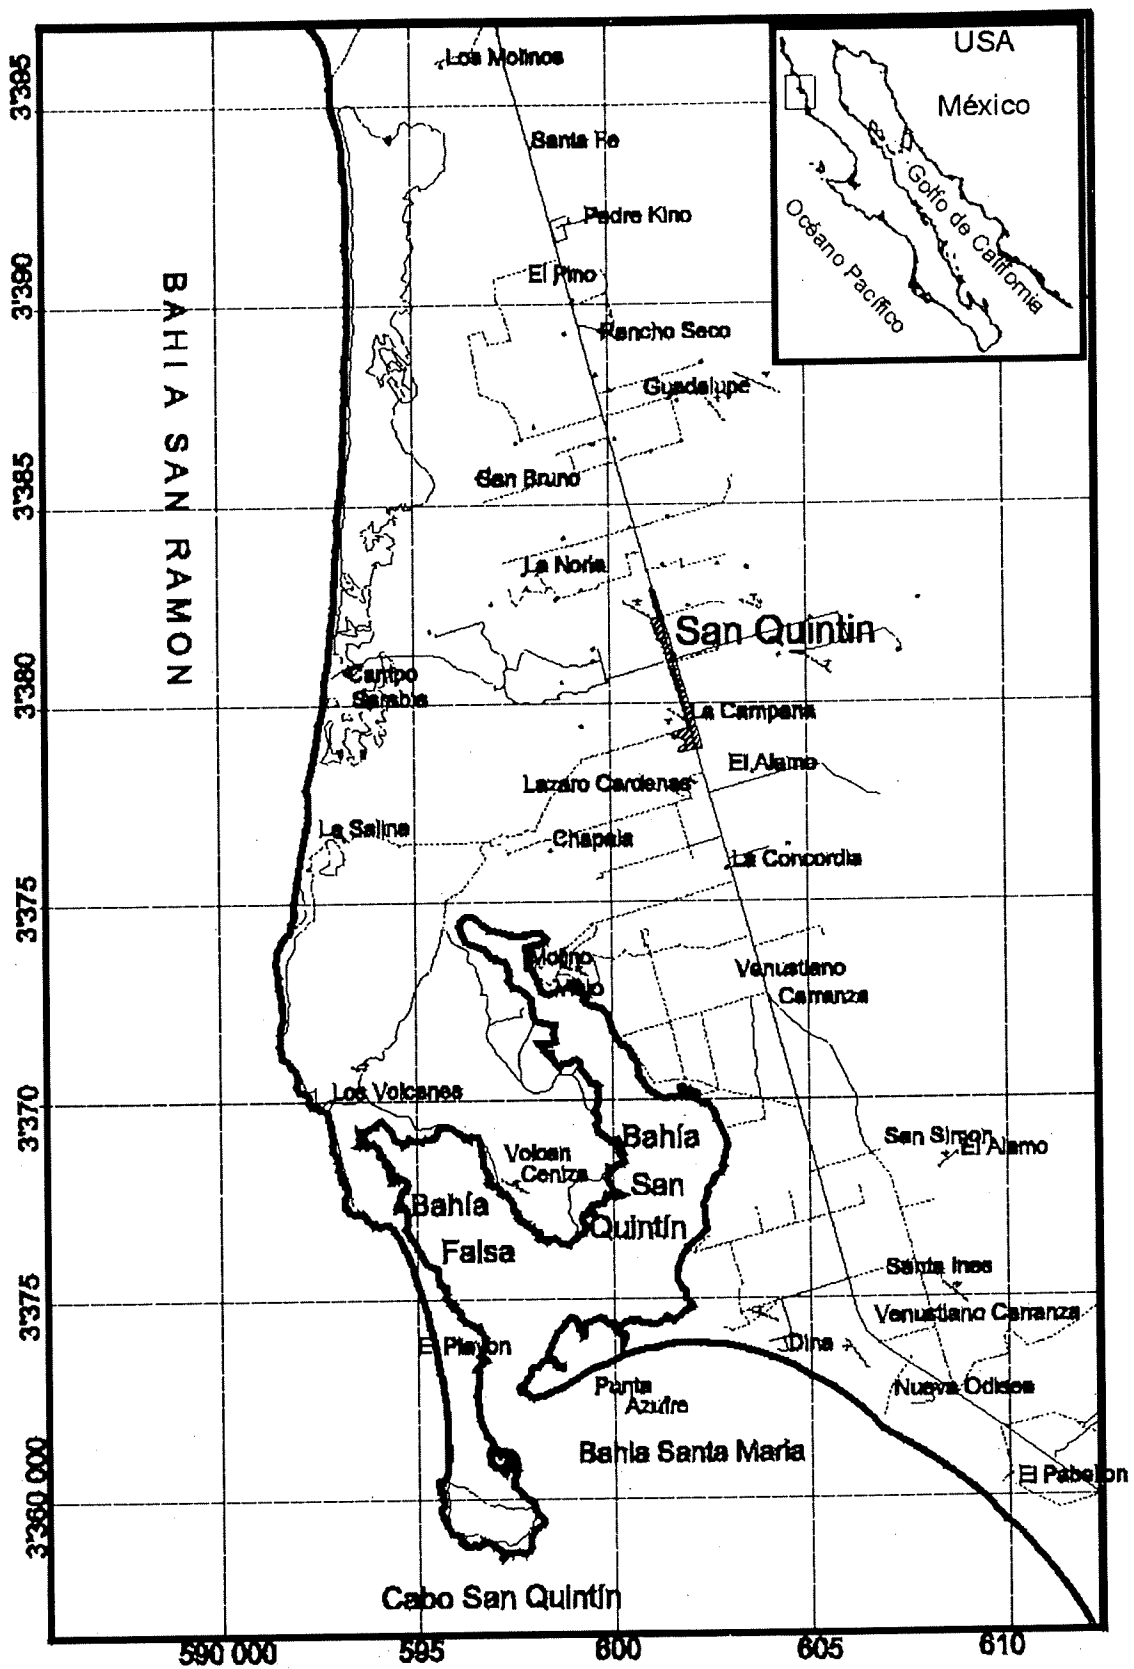 USA
México
Golfo de California
Océano Pacífico
3'395
Los Molinos
Santa Fe
Padre Kino
3'390
El Pino
Rancho Seco
Guadalupe
BAHIA SAN RAMON
3'385
San Bruno
La Noria
San Quintin
3'380
Campo
Sarabia
La Campana
El Alamo
Lazaro Cardenas
La Salina
Chapala
La Concordia
3'375
Molino
Viejo
Venustiano
Carranza
3'370
Los Volcanes
Bahía
San
Quintín
San Simon
El Alamo
Volcan
Ceniza
Bahía
Falsa
Santa Ines
3'375
Venustiano Carranza
El Playon
Dina
Punta
Azufre
Nueva Odisea
Bahia Santa Maria
El Pabellon
3'360 000
Cabo San Quintín
590 000
595
600
605
610